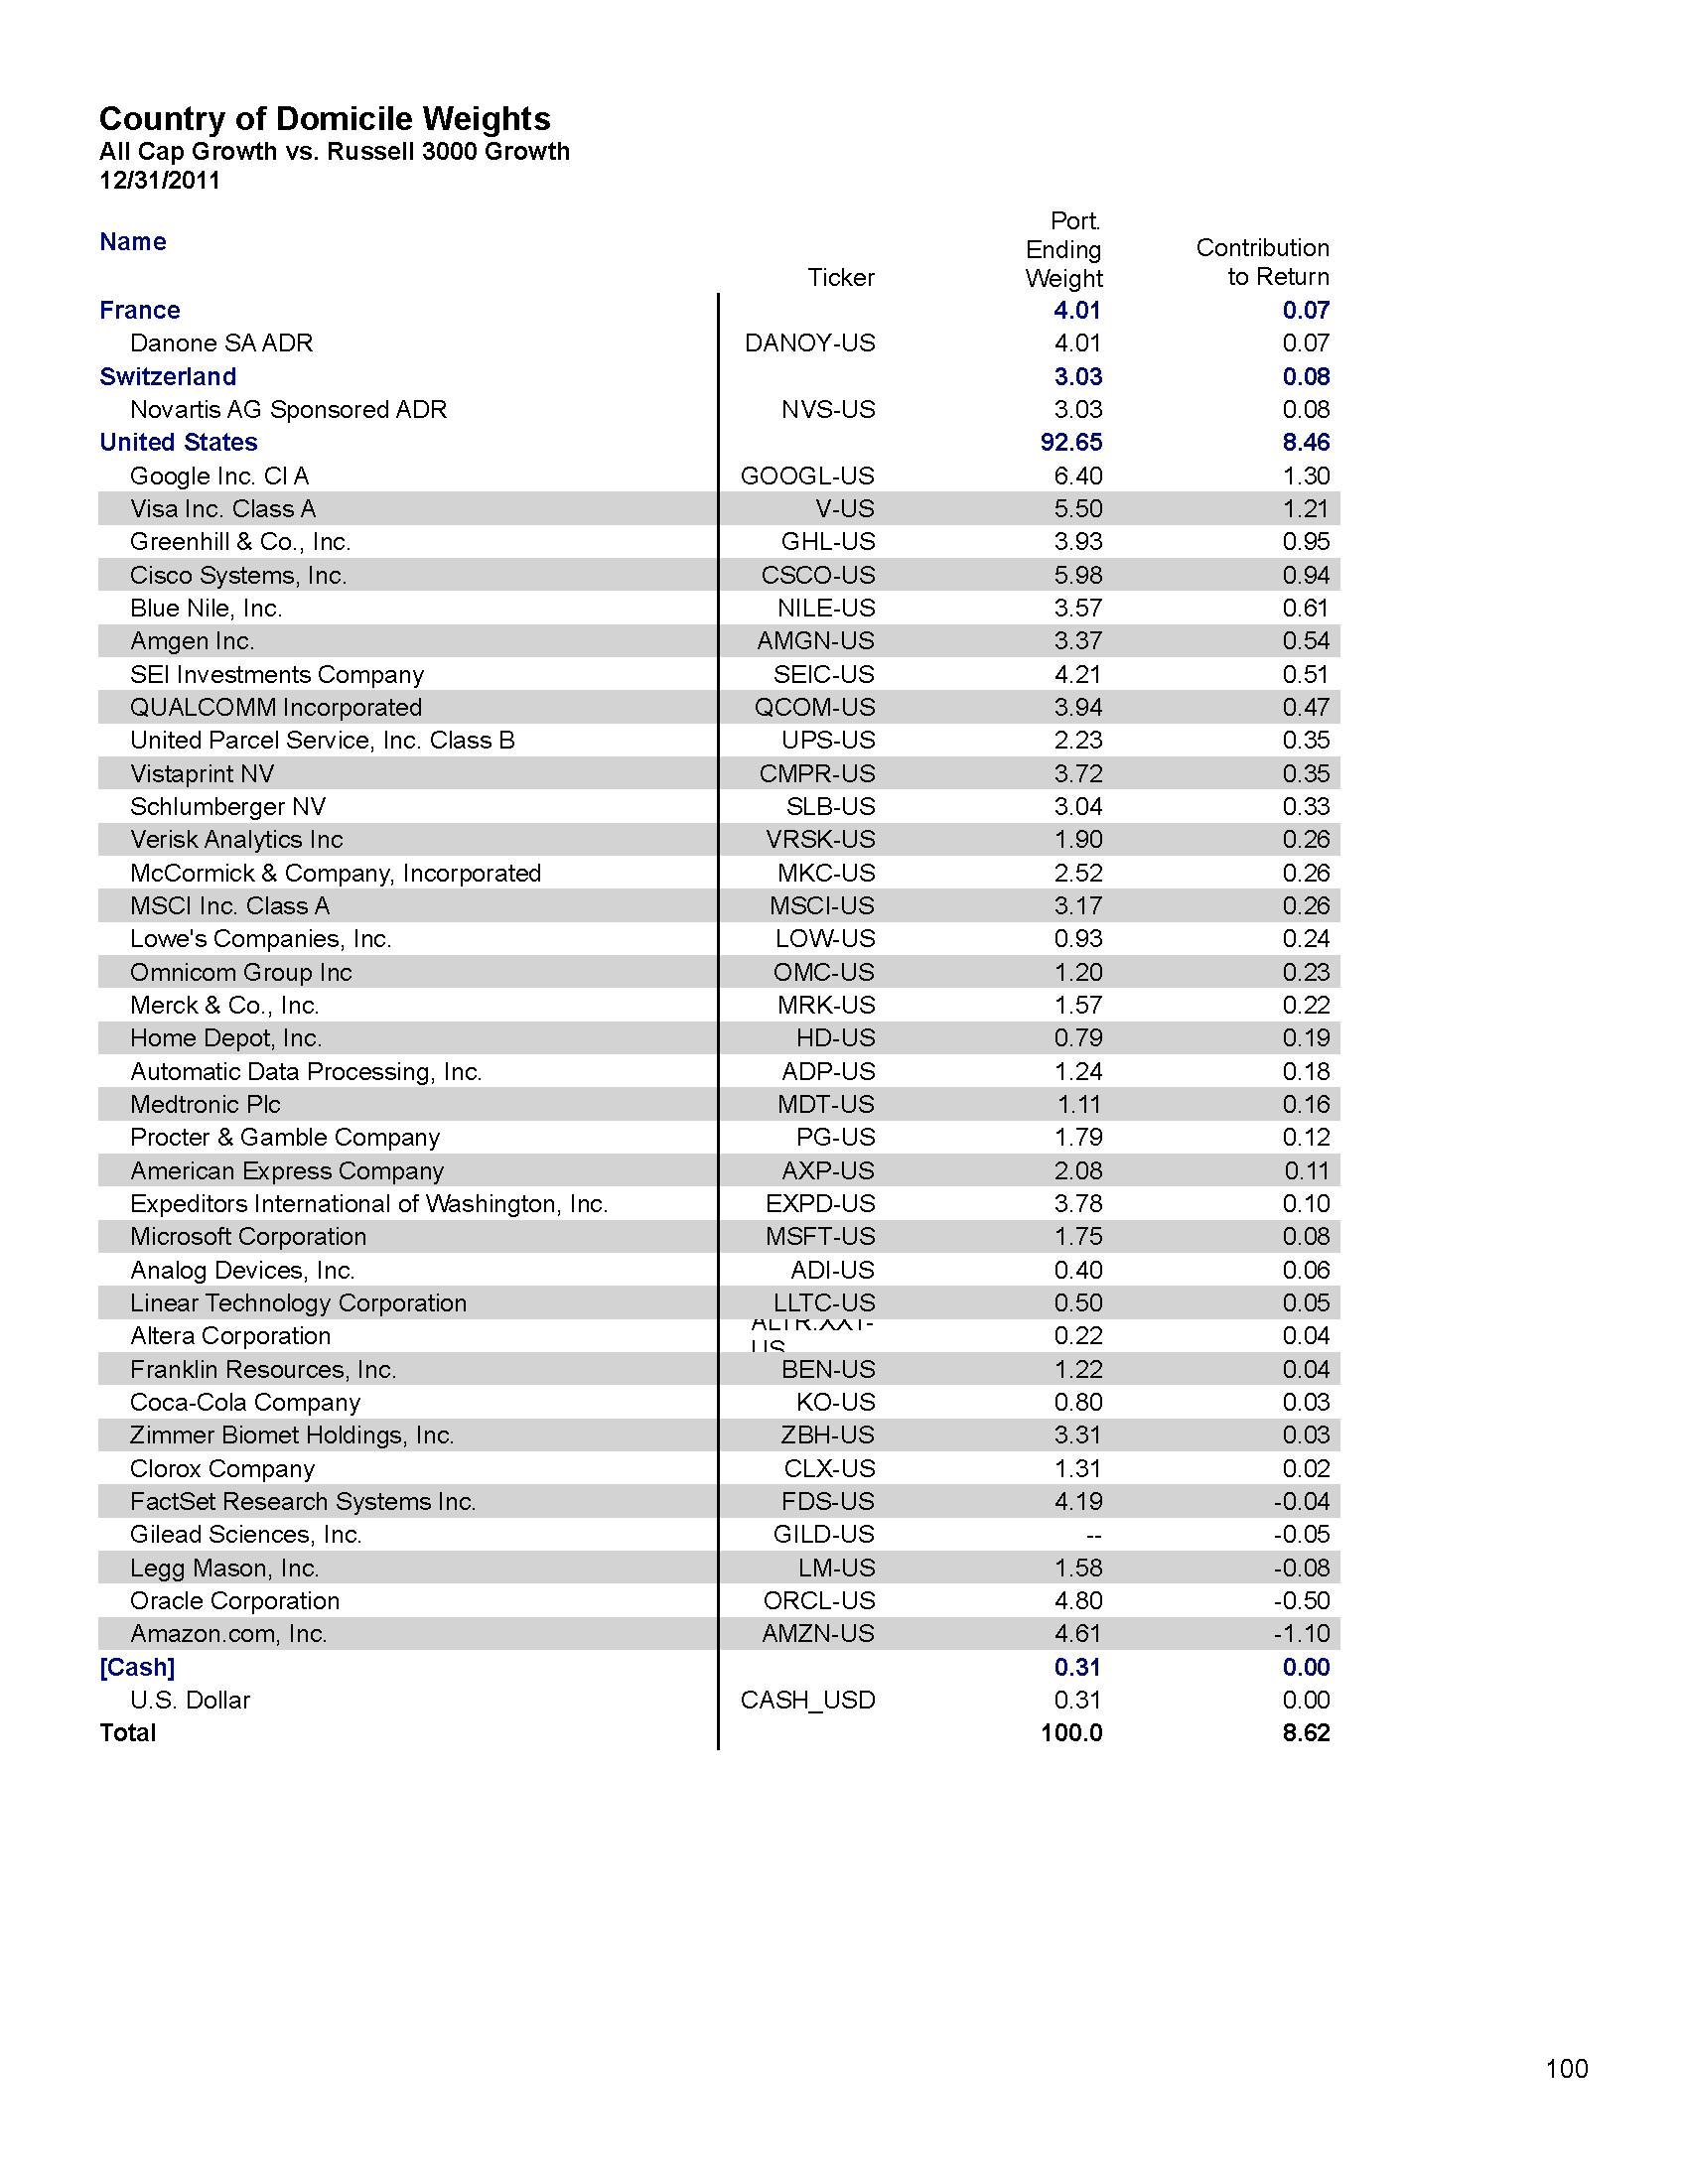 Country of Domicile Weights
All Cap Growth vs. Russell 3000 Growth
12/31/2011
Name Ticker Port. Ending Weight Contribution to Return
France 4.01 0.07
Danone SA ADR DANOY-US 4.01 0.07
Switzerland 3.03 0.08
Novartis AG Sponsored ADR NVS-US 3.03 0.08
United States 92.65 8.46
Google Inc. Cl A GOOGL-US 6.40 1.30
Visa Inc. Class A V-US 5.50 1.21
Greenhill & Co., Inc. GHL-US 3.93 0.95
Cisco Systems, Inc. CSCO-US 5.98 0.94
Blue Nile, Inc. NILE-US 3.57 0.61
Amgen Inc. AMGN-US 3.37 0.54
SEI Investments Company SEIC-US 4.21 0.51
QUALCOMM Incorporated QCOM-US 3.94 0.47
United Parcel Service, Inc. Class B UPS-US 2.23 0.35
Vistaprint NV CMPR-US 3.72 0.35
Schlumberger NV SLB-US 3.04 0.33
Verisk Analytics Inc VRSK-US 1.90 0.26
McCormick & Company, Incorporated MKC-US 2.52 0.26
MSCI Inc. Class A MSCI-US 3.17 0.26
Lowe's Companies, Inc. LOW-US 0.93 0.24
Omnicom Group Inc OMC-US 1.20 0.23
Merck & Co., Inc. MRK-US 1.57 0.22
Home Depot, Inc. HD-US 0.79 0.19
Automatic Data Processing, Inc. ADP-US 1.24 0.18
Medtronic Plc MDT-US 1.11 0.16
Procter & Gamble Company PG-US 1.79 0.12
American Express Company AXP-US 2.08 0.11
Expeditors International of Washington, Inc. EXPD-US 3.78 0.10
Microsoft Corporation MSFT-US 1.75 0.08
Analog Devices, Inc. ADI-US 0.40 0.06
Linear Technology Corporation LLTC-US 0.50 0.05
Altera Corporation ALTR.XX1-US 0.22 0.04
Franklin Resources, Inc. BEN-US 1.22 0.04
Coca-Cola Company KO-US 0.80 0.03
Zimmer Biomet Holdings, Inc. ZBH-US 3.31 0.03
Clorox Company CLX-US 1.31 0.02
FactSet Research Systems Inc. FDS-US 4.19 -0.04
Gilead Sciences, Inc. GILD-US -- -0.05
Legg Mason, Inc. LM-US 1.58 -0.08
Oracle Corporation ORCL-US 4.80 -0.50
Amazon.com, Inc. AMZN-US 4.61 -1.10
[Cash] 0.31 0.00
U.S. Dollar CASH_USD 0.31 0.00
Total 100.0 8.62
100